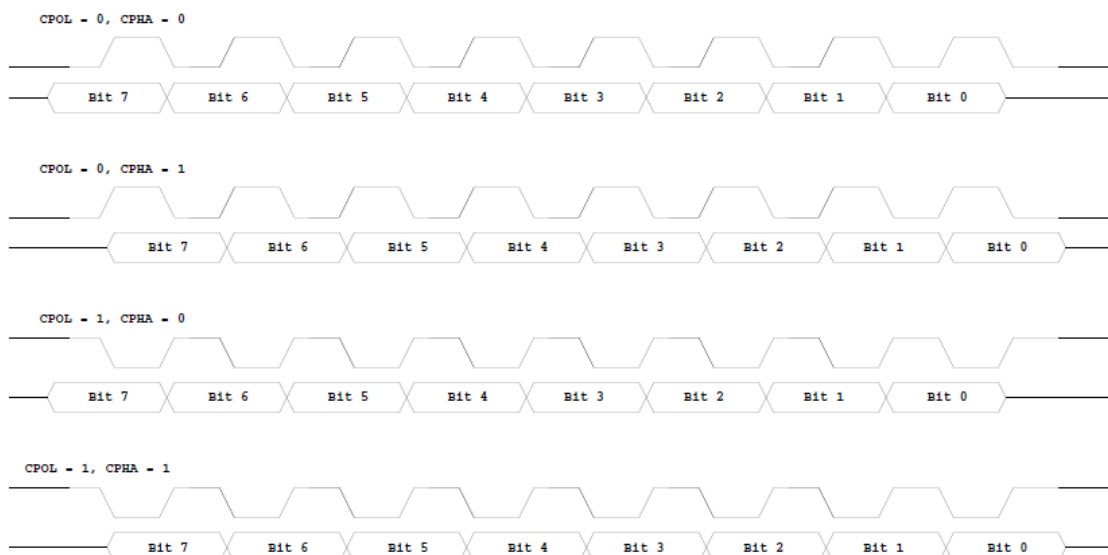 CPOL = 0, CPHA = 0
Bit 7 Bit 6 Bit 5 Bit 4 Bit 3 Bit 2 Bit 1 Bit 0
CPOL = 0, CPHA = 1
Bit 7 Bit 6 Bit 5 Bit 4 Bit 3 Bit 2 Bit 1 Bit 0
CPOL = 1, CPHA = 0
Bit 7 Bit 6 Bit 5 Bit 4 Bit 3 Bit 2 Bit 1 Bit 0
CPOL = 1, CPHA = 1
Bit 7 Bit 6 Bit 5 Bit 4 Bit 3 Bit 2 Bit 1 Bit 0